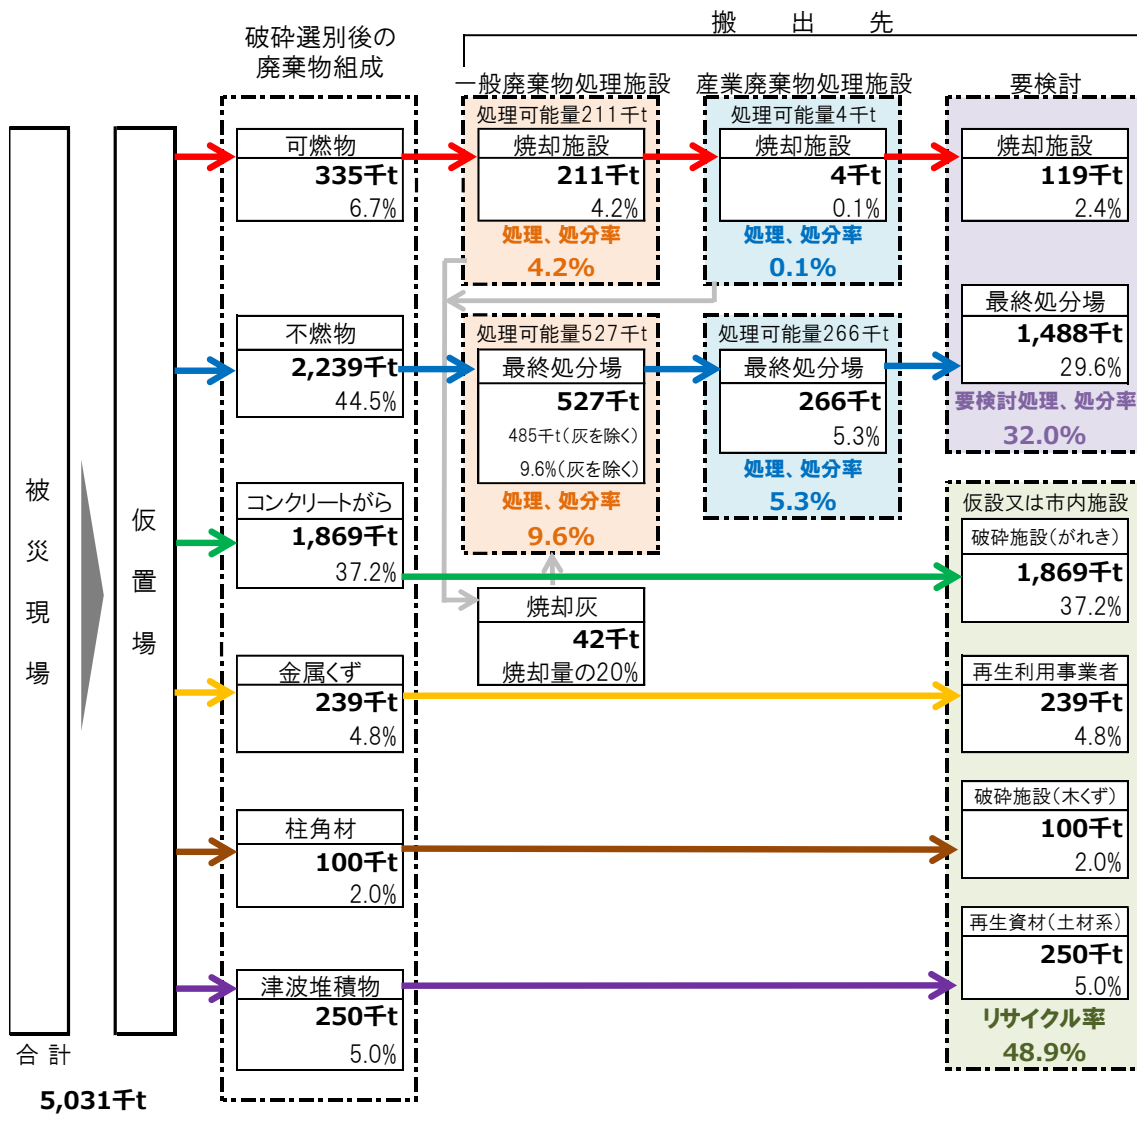 搬出先
破砕選別後の
廃棄物組成
一般廃棄物処理施設
産業廃棄物処理施設
要検討
被災現場
合計
5,031千t
仮置場
可燃物
335千t
6.7%
処理可能量211千t
焼却施設
211千t
4.2%
処理、処分率
4.2%
処理可能量4千t
焼却施設
4千t
0.1%
処理、処分率
0.1%
焼却施設
119千t
2.4%
不燃物
2,239千t
44.5%
処理可能量527千t
最終処分場
527千t
485千t(灰を除く)
9.6%(灰を除く)
処理、処分率
9.6%
処理可能量266千t
最終処分場
266千t
5.3%
処理、処分率
5.3%
最終処分場
1,488千t
29.6%
要検討処理、処分率
32.0%
コンクリートがら
1,869千t
37.2%
焼却灰
42千t
焼却量の20%
仮設又は市内施設
破砕施設(がれき)
1,869千t
37.2%
金属くず
239千t
4.8%
再生利用事業者
239千t
4.8%
柱角材
100千t
2.0%
破砕施設(木くず)
100千t
2.0%
津波堆積物
250千t
5.0%
再生資材(土材系)
250千t
5.0%
リサイクル率
48.9%